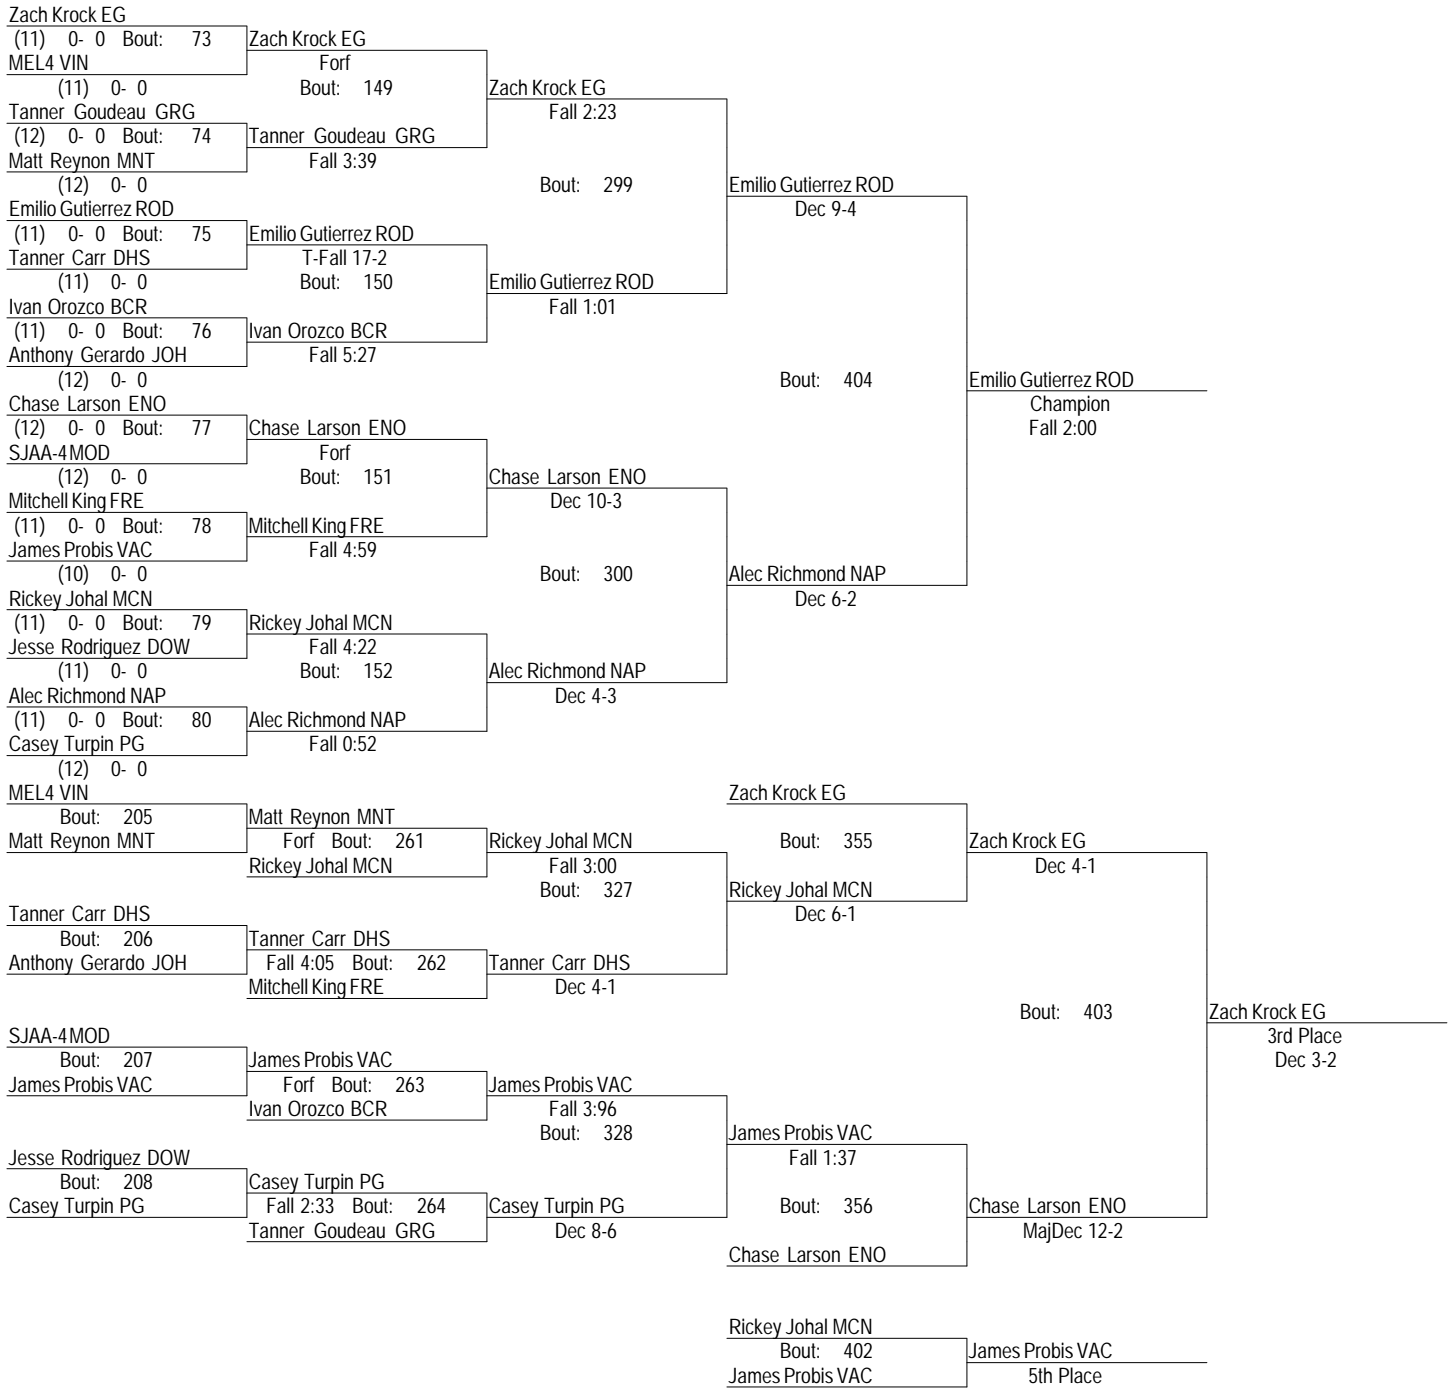 Zach Krock EG
(11) 0- 0 Bout: 73 Zach Krock EG
MEL4 VIN Forf
(11) 0- 0 Bout: 149 Zach Krock EG
Tanner Goudeau GRG Fall 2:23
(12) 0- 0 Bout: 74 Tanner Goudeau GRG
Matt Reynon MNT Fall 3:39
(12) 0- 0 Bout: 299 Emilio Gutierrez ROD
Emilio Gutierrez ROD Dec 9-4
(11) 0- 0 Bout: 75 Emilio Gutierrez ROD
Tanner Carr DHS T-Fall 17-2
(11) 0- 0 Bout: 150 Emilio Gutierrez ROD
Ivan Orozco BCR Fall 1:01
(11) 0- 0 Bout: 76 Ivan Orozco BCR
Anthony Gerardo JOH Fall 5:27
(12) 0- 0 Bout: 404 Emilio Gutierrez ROD
Chase Larson ENO Champion
(12) 0- 0 Bout: 77 Chase Larson ENO Fall 2:00
SJAA-4 MOD Forf
(12) 0- 0 Bout: 151 Chase Larson ENO
Mitchell King FRE Dec 10-3
(11) 0- 0 Bout: 78 Mitchell King FRE
James Probis VAC Fall 4:59
(10) 0- 0 Bout: 300 Alec Richmond NAP
Rickey Johal MCN Dec 6-2
(11) 0- 0 Bout: 79 Rickey Johal MCN
Jesse Rodriguez DOW Fall 4:22
(11) 0- 0 Bout: 152 Alec Richmond NAP
Alec Richmond NAP Dec 4-3
(11) 0- 0 Bout: 80 Alec Richmond NAP
Casey Turpin PG Fall 0:52
(12) 0- 0
MEL4 VIN Zach Krock EG
Bout: 205 Matt Reynon MNT
Matt Reynon MNT Forf Bout: 261 Rickey Johal MCN Bout: 355 Zach Krock EG
Rickey Johal MCN Fall 3:00 Dec 4-1
Bout: 327 Rickey Johal MCN
Tanner Carr DHS Dec 6-1
Bout: 206 Tanner Carr DHS
Anthony Gerardo JOH Fall 4:05 Bout: 262 Tanner Carr DHS
Mitchell King FRE Dec 4-1
Bout: 403 Zach Krock EG
SJAA-4 MOD 3rd Place
Bout: 207 James Probis VAC Dec 3-2
James Probis VAC Forf Bout: 263 James Probis VAC
Ivan Orozco BCR Fall 3:96
Bout: 328 James Probis VAC
Jesse Rodriguez DOW Fall 1:37
Bout: 208 Casey Turpin PG
Casey Turpin PG Fall 2:33 Bout: 264 Casey Turpin PG Bout: 356 Chase Larson ENO
Tanner Goudeau GRG Dec 8-6 MajDec 12-2
Chase Larson ENO
Rickey Johal MCN
Bout: 402 James Probis VAC
James Probis VAC 5th Place